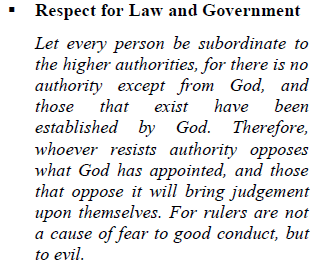 ▪ Respect for Law and Government
Let every person be subordinate to
the higher authorities, for there is no
authority except from God, and
those that exist have been
established by God. Therefore,
whoever resists authority opposes
what God has appointed, and those
that oppose it will bring judgement
upon themselves. For rulers are not
a cause of fear to good conduct, but
to evil.